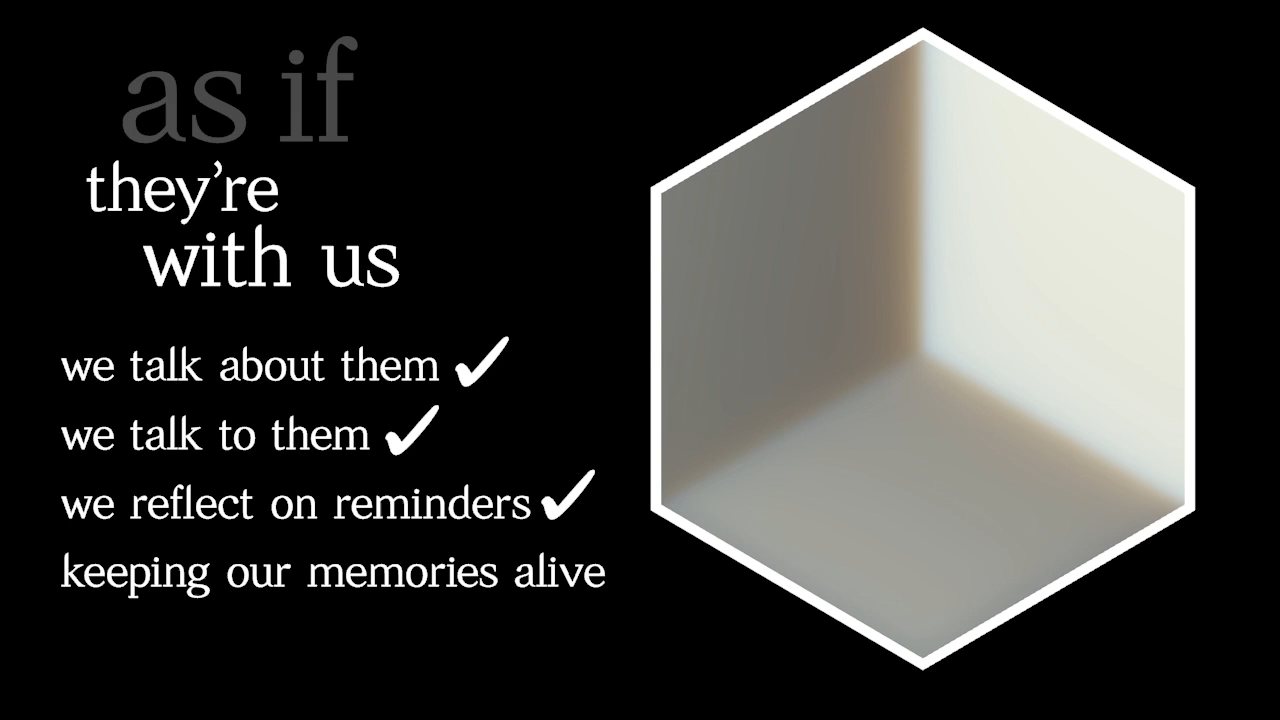 as if
they’re
with us
we talk about them ✓
we talk to them ✓
we reflect on reminders ✓
keeping our memories alive